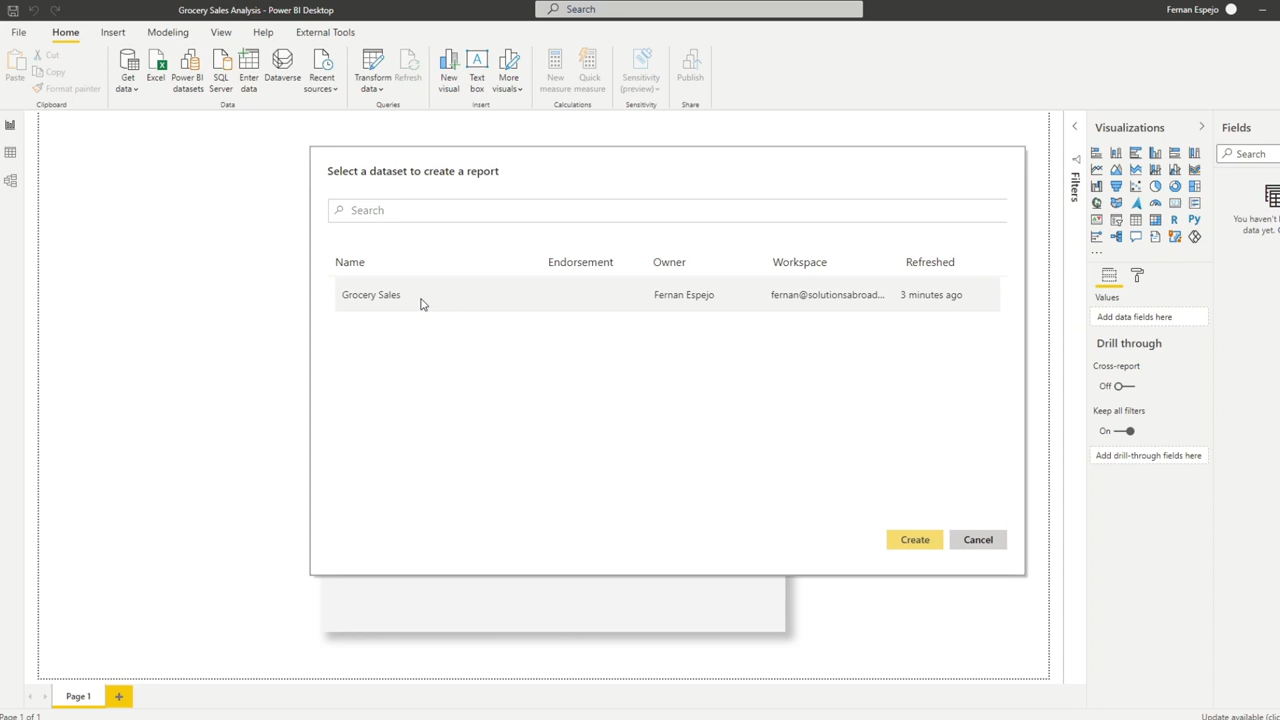 Grocery Sales Analysis - Power BI Desktop
Search
Fernan Espejo
File
Home
Insert
Modeling
View
Help
External Tools
Paste
Cut
Copy
Format painter
Clipboard
Get data
Excel
Power BI datasets
SQL Server
Enter data
Dataverse
Recent sources
Data
Transform data
Refresh
Queries
New visual
Text box
More visuals
Insert
New measure
Quick measure
Calculations
Sensitivity (preview)
Sensitivity
Publish
Share
Select a dataset to create a report
Search
Name
Endorsement
Owner
Workspace
Refreshed
Grocery Sales
Fernan Espejo
fernan@solutionsabroad...
3 minutes ago
Create
Cancel
Filters
Visualizations
R
Py
...
Values
Add data fields here
Drill through
Cross-report
Off
Keep all filters
On
Add drill-through fields here
Fields
Search
You haven't
data yet.
Page 1
+
Page 1 of 1
Update available